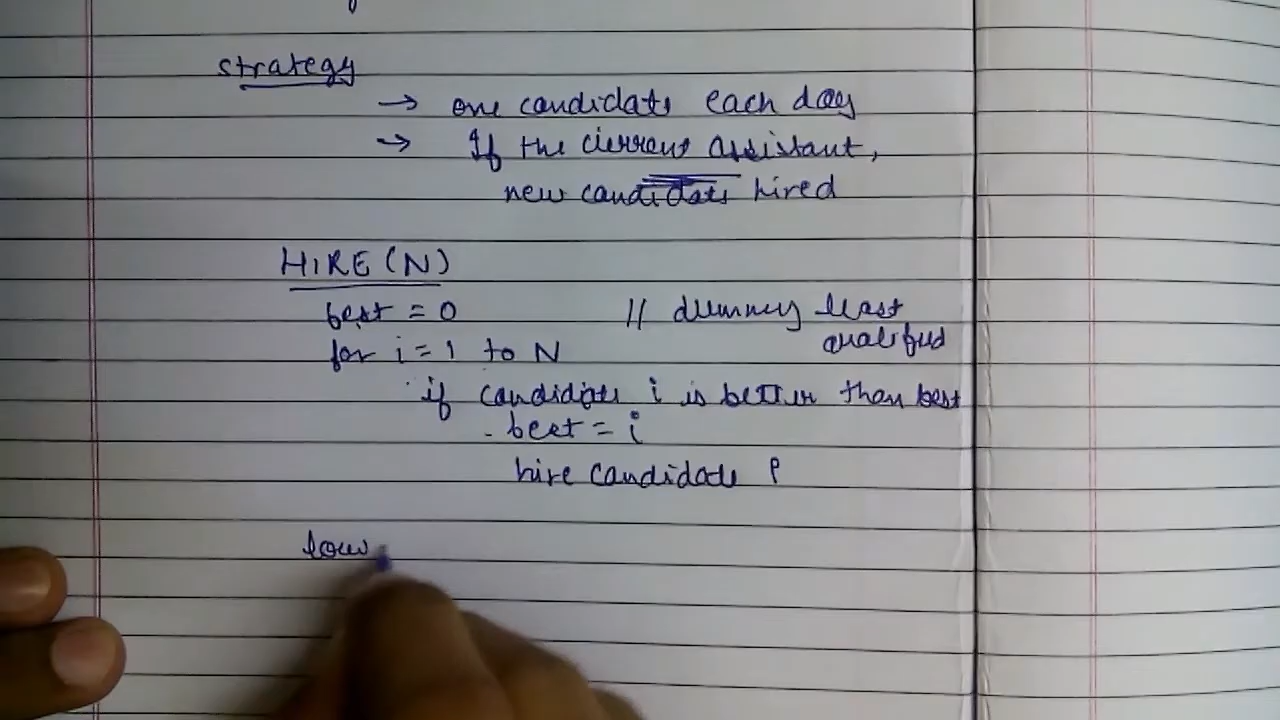 strategy
→ one candidate each day
→ If the current assistant,
new candidate hired
HIRE (N)
best = 0 // dummy least
qualified
for i = 1 to N
if candidate i is better than best
best = i
hire candidate i
low